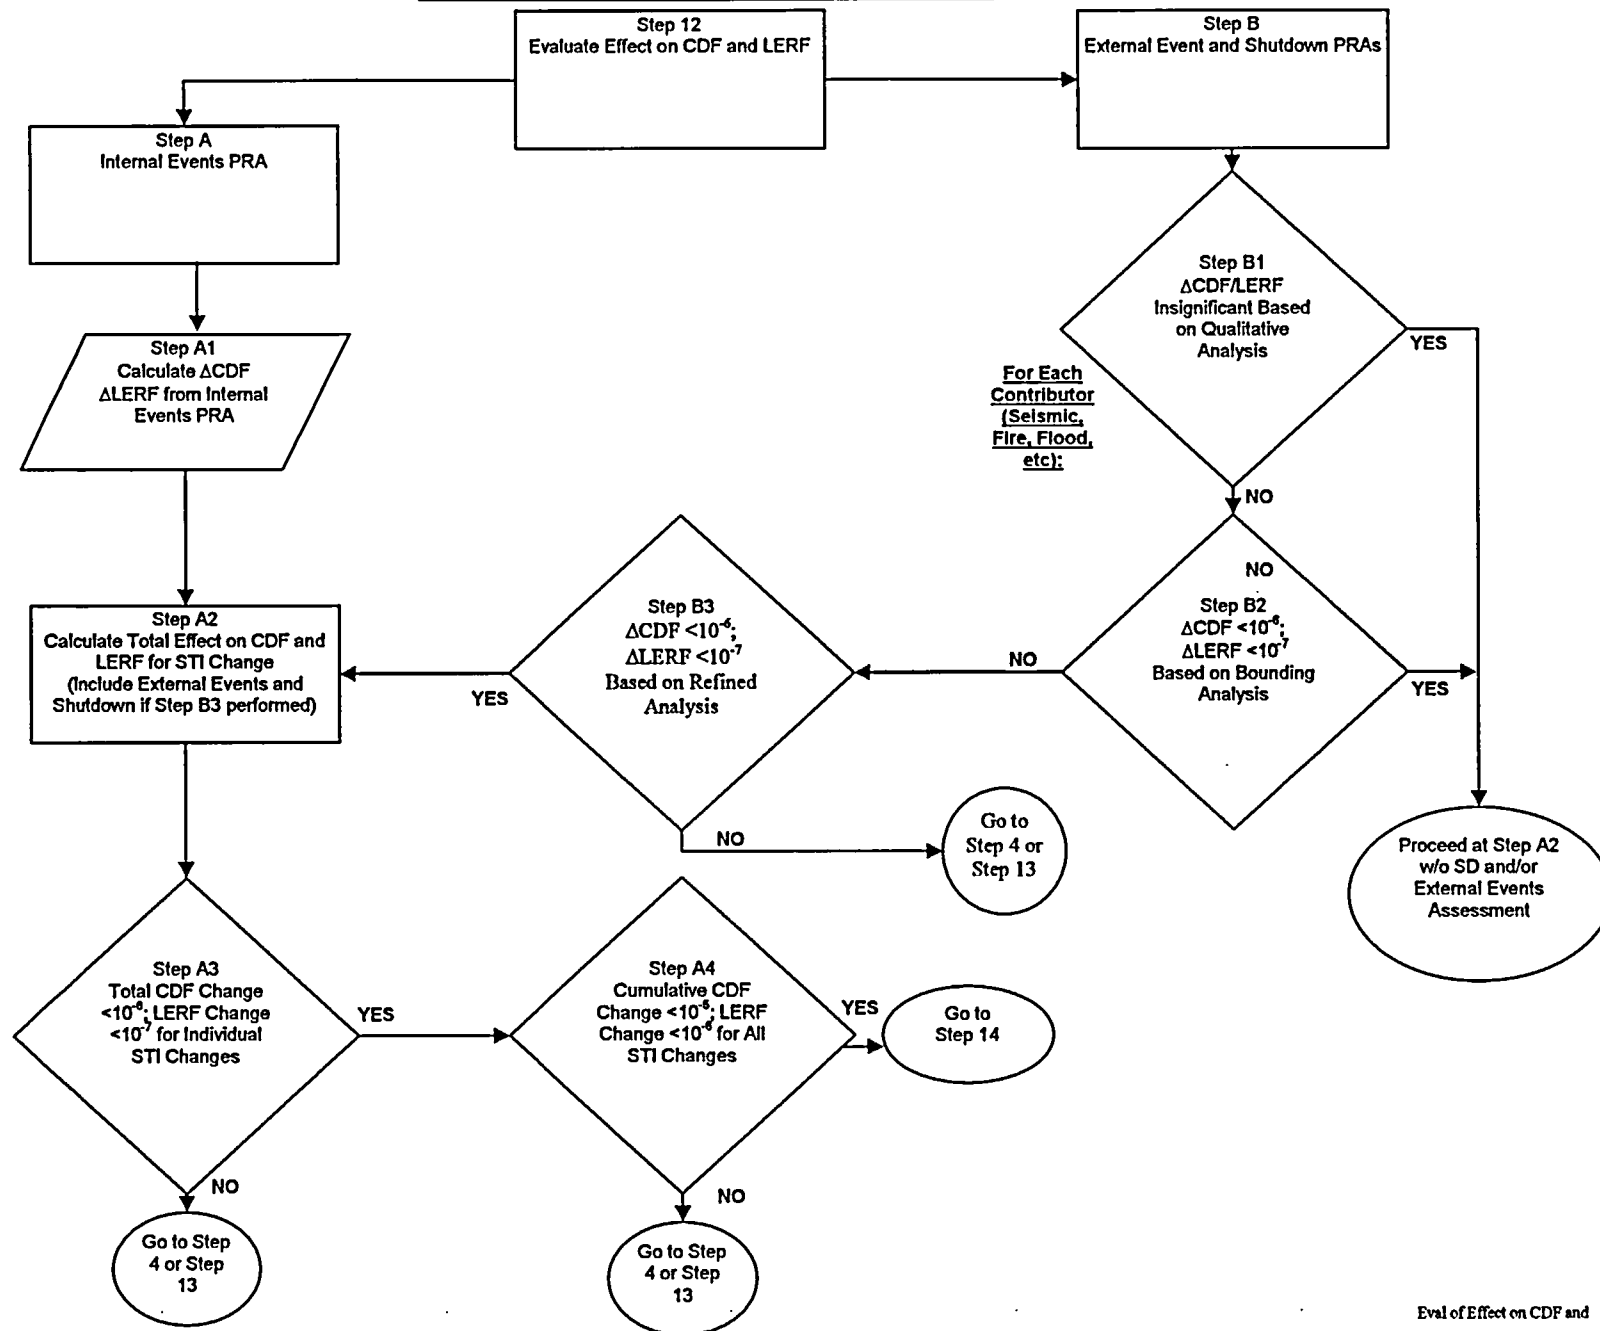 Step 12
Evaluate Effect on CDF and LERF
Step B
External Event and Shutdown PRAs
Step A
Internal Events PRA
Step B1
ΔCDF/LERF
Insignificant Based
on Qualitative
Analysis
YES
Step A1
Calculate ΔCDF
ΔLERF from Internal
Events PRA
For Each
Contributor
(Seismic,
Fire, Flood,
etc):
NO
NO
Step B2
ΔCDF <10⁻⁶;
ΔLERF <10⁻⁷
Based on Bounding
Analysis
NO
YES
Step B3
ΔCDF <10⁻⁶;
ΔLERF <10⁻⁷
Based on Refined
Analysis
YES
Step A2
Calculate Total Effect on CDF and
LERF for STI Change
(Include External Events and
Shutdown if Step B3 performed)
NO
Go to
Step 4 or
Step 13
Proceed at Step A2
w/o SD and/or
External Events
Assessment
Step A3
Total CDF Change
<10⁻⁶; LERF Change
<10⁻⁷ for Individual
STI Changes
YES
Step A4
Cumulative CDF
Change <10⁻⁵; LERF
Change <10⁻⁶ for All
STI Changes
YES
Go to
Step 14
NO
Go to Step
4 or Step
13
NO
Go to Step
4 or Step
13
Eval of Effect on CDF and